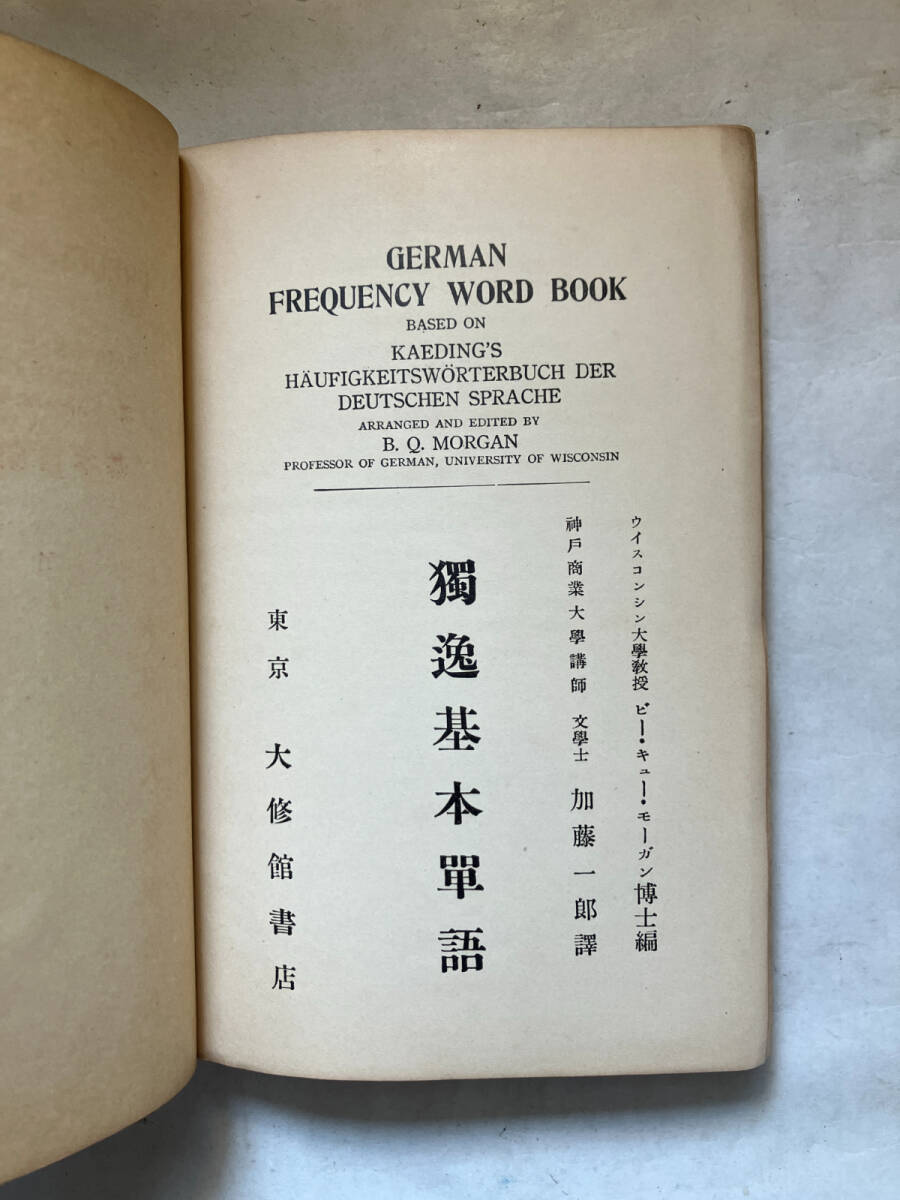 GERMAN
FREQUENCY WORD BOOK
BASED ON
KAEDING'S
HÄUFIGKEITSWÖRTERBUCH DER
DEUTSCHEN SPRACHE
ARRANGED AND EDITED BY
B. Q. MORGAN
PROFESSOR OF GERMAN, UNIVERSITY OF WISCONSIN
ウイスコンシン大學敎授 ビー・キュー・モーガン 博士編
神戶商業大學講師 文學士 加藤一郎譯
獨逸基本單語
東京 大修館書店